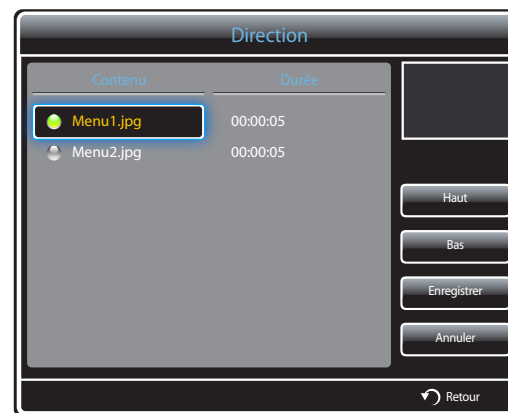 Direction
Contenu Durée
Menu1.jpg 00:00:05
Menu2.jpg 00:00:05
Haut
Bas
Enregistrer
Annuler
Retour